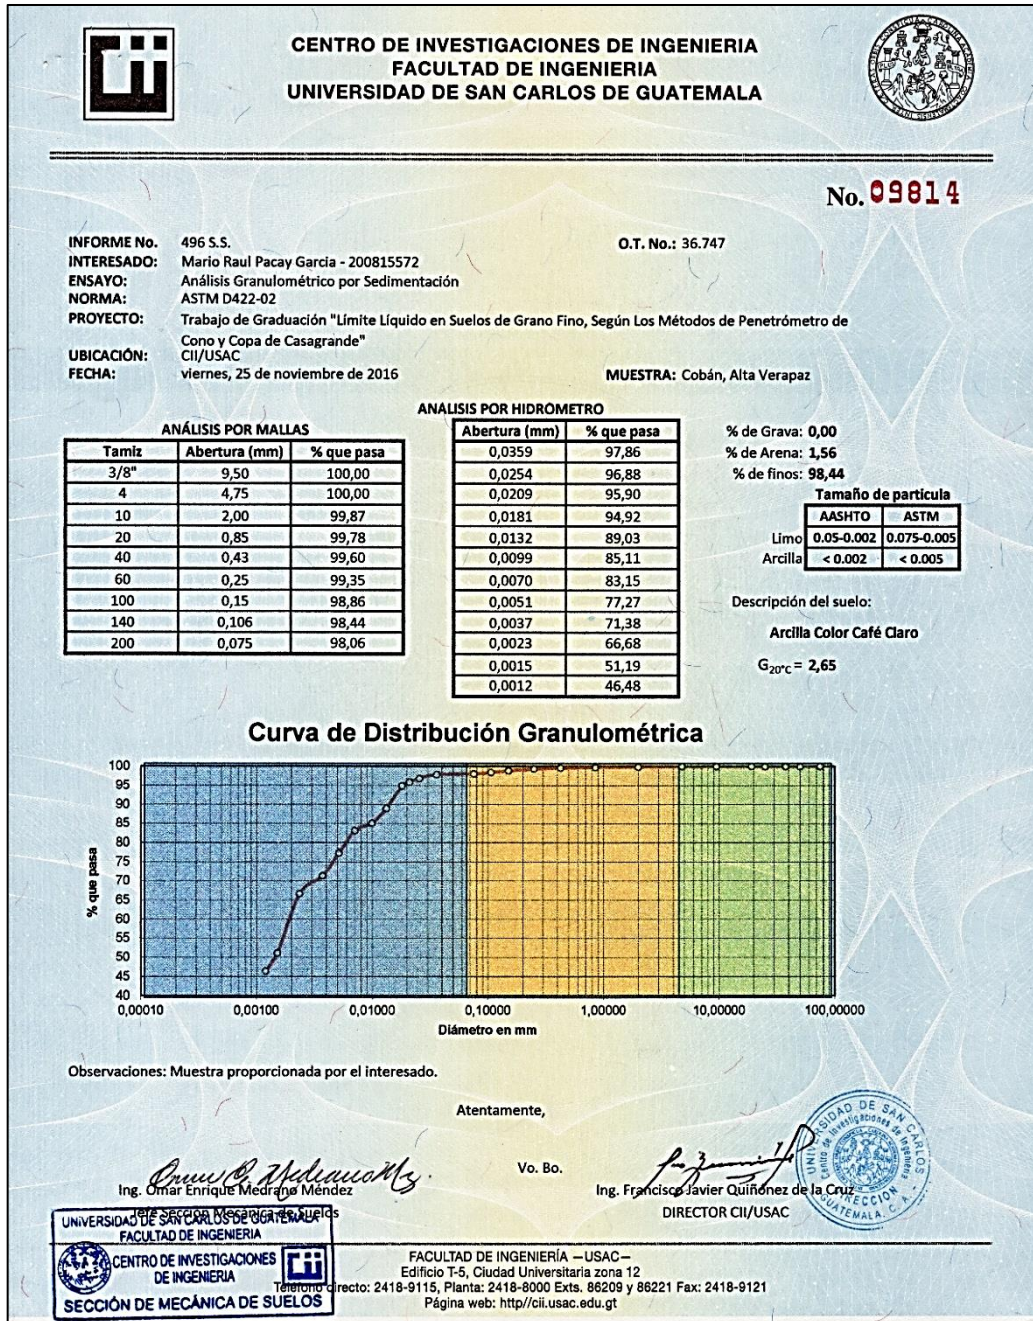 CENTRO DE INVESTIGACIONES DE INGENIERIA
FACULTAD DE INGENIERIA
UNIVERSIDAD DE SAN CARLOS DE GUATEMALA
No. 09814
INFORME No. 496 S.S. O.T. No.: 36.747
INTERESADO: Mario Raul Pacay Garcia - 200815572
ENSAYO: Análisis Granulométrico por Sedimentación
NORMA: ASTM D422-02
PROYECTO: Trabajo de Graduación "Límite Líquido en Suelos de Grano Fino, Según Los Métodos de Penetrómetro de
Cono y Copa de Casagrande"
UBICACIÓN: CII/USAC
FECHA: viernes, 25 de noviembre de 2016 MUESTRA: Cobán, Alta Verapaz
ANÁLISIS POR MALLAS
Tamiz Abertura (mm) % que pasa
3/8" 9,50 100,00
4 4,75 100,00
10 2,00 99,87
20 0,85 99,78
40 0,43 99,60
60 0,25 99,35
100 0,15 98,86
140 0,106 98,44
200 0,075 98,06
ANALISIS POR HIDROMETRO
Abertura (mm) % que pasa
0,0359 97,86
0,0254 96,88
0,0209 95,90
0,0181 94,92
0,0132 89,03
0,0099 85,11
0,0070 83,15
0,0051 77,27
0,0037 71,38
0,0023 66,68
0,0015 51,19
0,0012 46,48
% de Grava: 0,00
% de Arena: 1,56
% de finos: 98,44
Tamaño de particula
AASHTO ASTM
Limo 0.05-0.002 0.075-0.005
Arcilla < 0.002 < 0.005
Descripción del suelo:
Arcilla Color Café Claro
G20°C = 2,65
Curva de Distribución Granulométrica
% que pasa
100
95
90
85
80
75
70
65
60
55
50
45
40
0,00010 0,00100 0,01000 0,10000 1,00000 10,00000 100,00000
Diámetro en mm
Observaciones: Muestra proporcionada por el interesado.
Atentamente,
Vo. Bo.
Ing. Omar Enrique Medrano Méndez
Jefe Sección Mecánica de Suelos
Ing. Francisco Javier Quiñónez de la Cruz
DIRECTOR CII/USAC
UNIVERSIDAD DE SAN CARLOS DE GUATEMALA
FACULTAD DE INGENIERIA
CENTRO DE INVESTIGACIONES
DE INGENIERIA
SECCIÓN DE MECÁNICA DE SUELOS
UNIVERSIDAD DE SAN CARLOS
Centro de Investigaciones de Ingenieria
DIRECCION
GUATEMALA, C. A.
FACULTAD DE INGENIERÍA —USAC—
Edificio T-5, Ciudad Universitaria zona 12
Teléfono directo: 2418-9115, Planta: 2418-8000 Exts. 86209 y 86221 Fax: 2418-9121
Página web: http//cii.usac.edu.gt